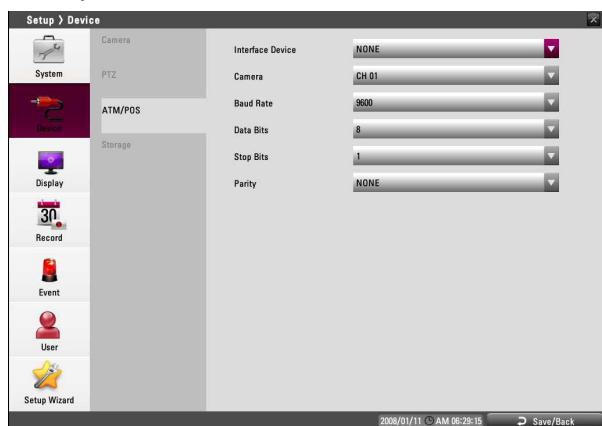 Setup > Device
System
Device
Display
30
Record
Event
User
Setup Wizard
Camera
PTZ
ATM/POS
Storage
Interface Device NONE
Camera CH 01
Baud Rate 9600
Data Bits 8
Stop Bits 1
Parity NONE
2008/01/11 AM 06:29:15 Save/Back